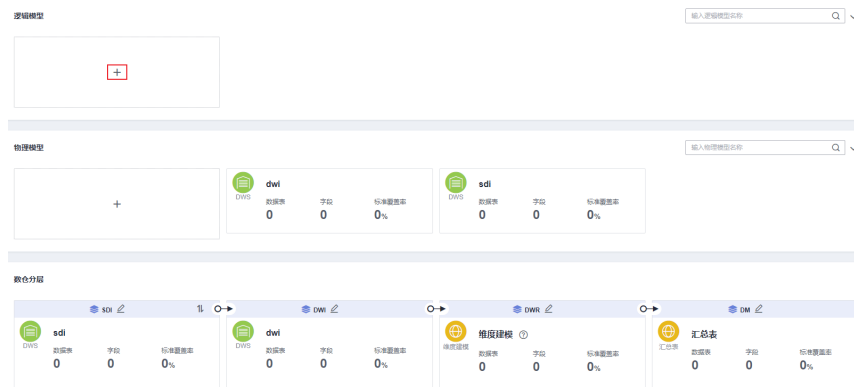 逻辑模型
输入逻辑模型名称
物理模型
输入物理模型名称
DWS
dwi
数据表 字段 标准覆盖率
0 0 0%
DWS
sdi
数据表 字段 标准覆盖率
0 0 0%
数仓分层
SDI DWI DWR DM
DWS
sdi
数据表 字段 标准覆盖率
0 0 0%
DWS
dwi
数据表 字段 标准覆盖率
0 0 0%
维度建模
维度建模
数据表 字段 标准覆盖率
0 0 0%
汇总表
汇总表
数据表 字段 标准覆盖率
0 0 0%